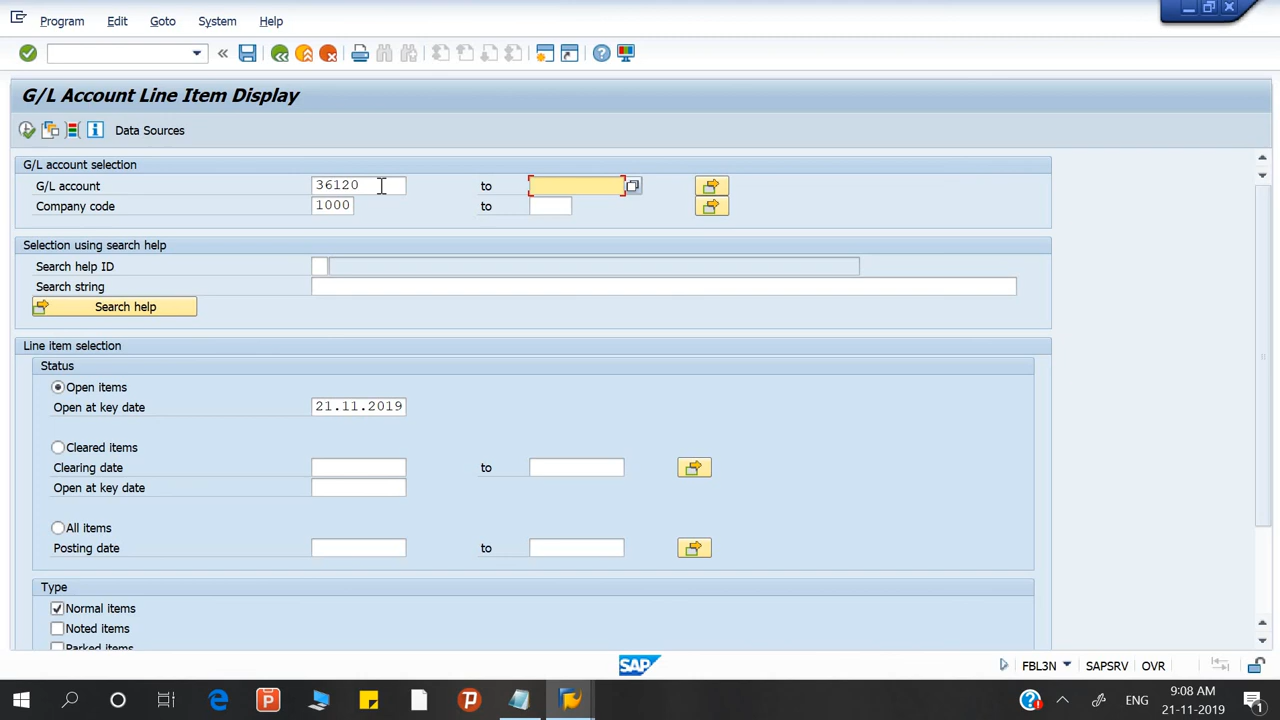 Program Edit Goto System Help
G/L Account Line Item Display
Data Sources
G/L account selection
G/L account 36120 to
Company code 1000 to
Selection using search help
Search help ID
Search string
Search help
Line item selection
Status
Open items
Open at key date 21.11.2019
Cleared items
Clearing date to
Open at key date
All items
Posting date to
Type
Normal items
Noted items
Parked items
SAP FBL3N SAPSRV OVR
ENG 9:08 AM
21-11-2019